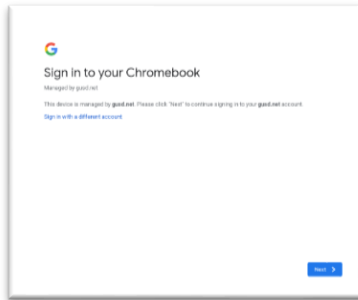 Sign in to your Chromebook
Managed by gusd.net
This device is managed by gusd.net. Please click "Next" to continue signing in to your gusd.net account.
Sign in with a different account
Next